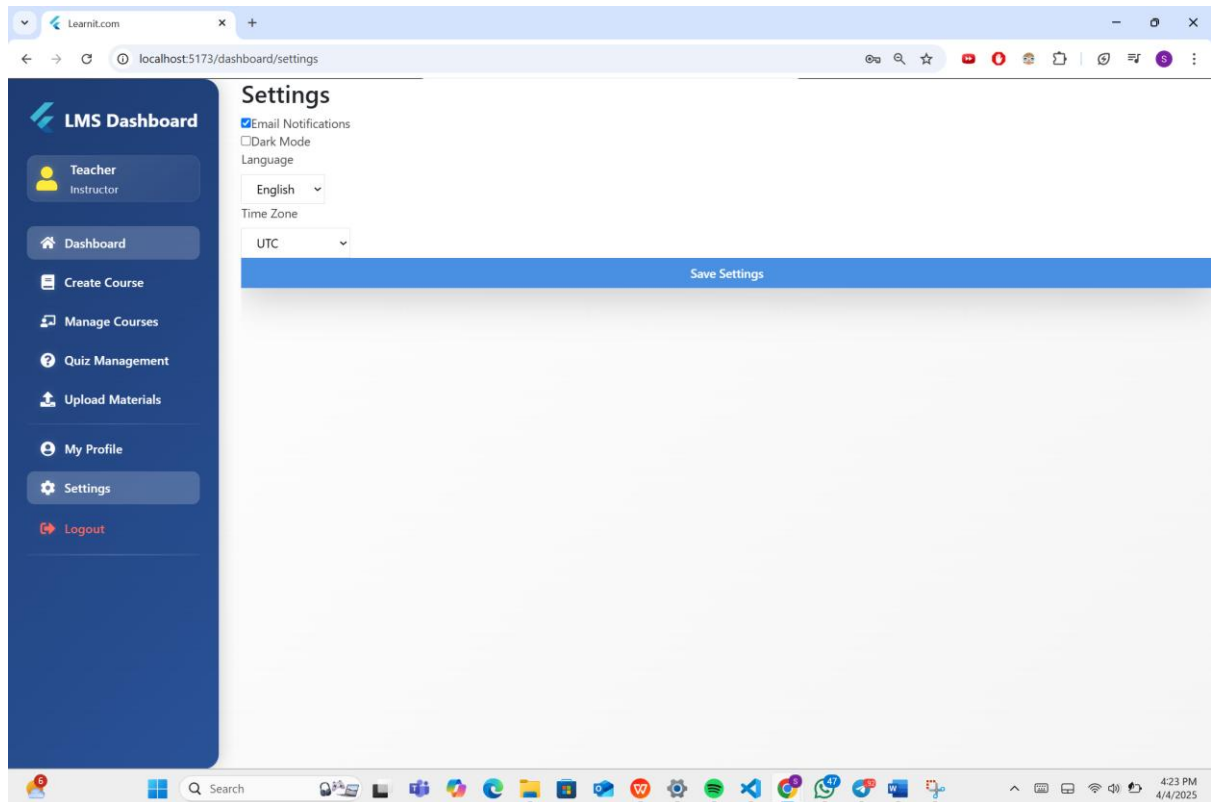 Learnit.com
localhost:5173/dashboard/settings
S
LMS Dashboard
Teacher
Instructor
Dashboard
Create Course
Manage Courses
Quiz Management
Upload Materials
My Profile
Settings
Logout
Settings
Email Notifications
Dark Mode
Language
English
Time Zone
UTC
Save Settings
6
Search
47
4:23 PM
4/4/2025